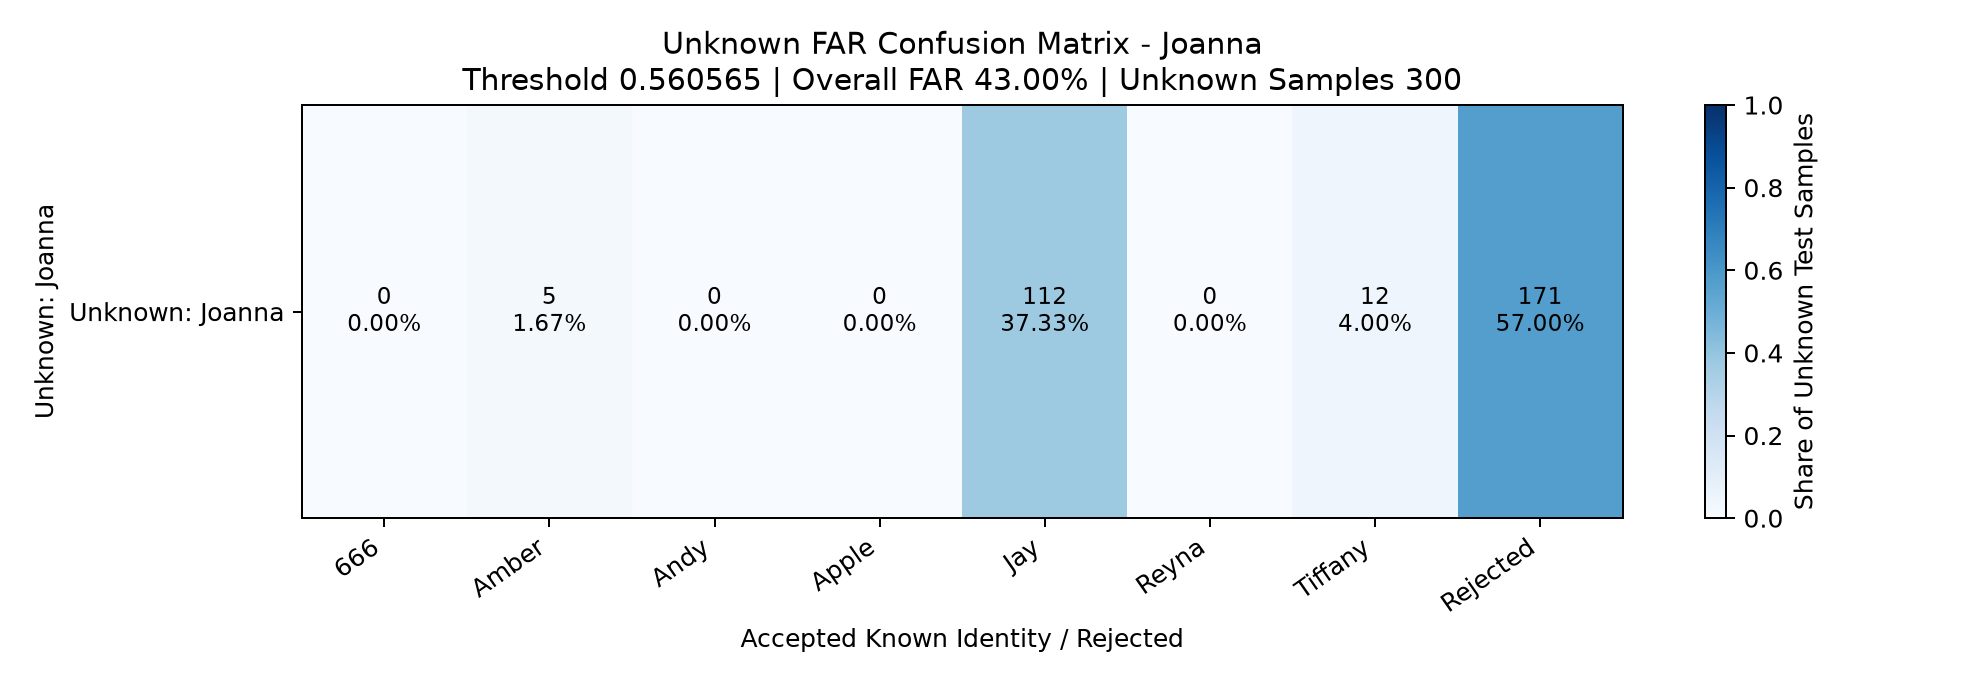 Unknown FAR Confusion Matrix - Joanna
Threshold 0.560565 | Overall FAR 43.00% | Unknown Samples 300
Unknown: Joanna
Unknown: Joanna
0
0.00%
5
1.67%
0
0.00%
0
0.00%
112
37.33%
0
0.00%
12
4.00%
171
57.00%
666
Amber
Andy
Apple
Jay
Reyna
Tiffany
Rejected
Accepted Known Identity / Rejected
1.0
0.8
0.6
0.4
0.2
0.0
Share of Unknown Test Samples